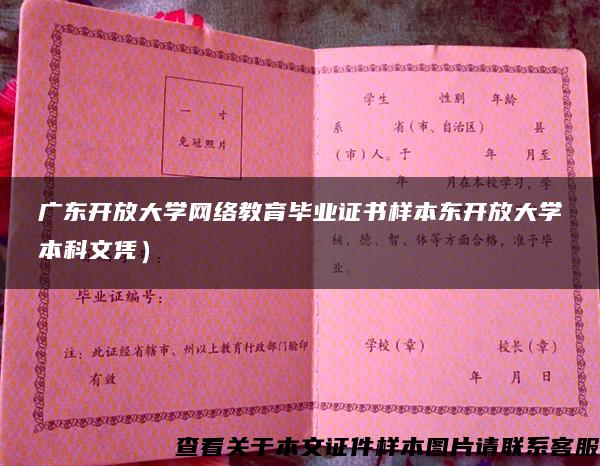 一 寸
免冠照片
毕业证编号：
注：此证经省辖市、州以上教育行政部门验印
有效
学生 性别 年龄
系 省（市、自治区） 县
（市）人。于 年 月至
年 月在本校学习，学
核，德、智、体等方面合格，准予毕
业。
学校（章） 校长（章）
年 月 日
广东开放大学网络教育毕业证书样本东开放大学
本科文凭）
查看关于本文证件样本图片请联系客服